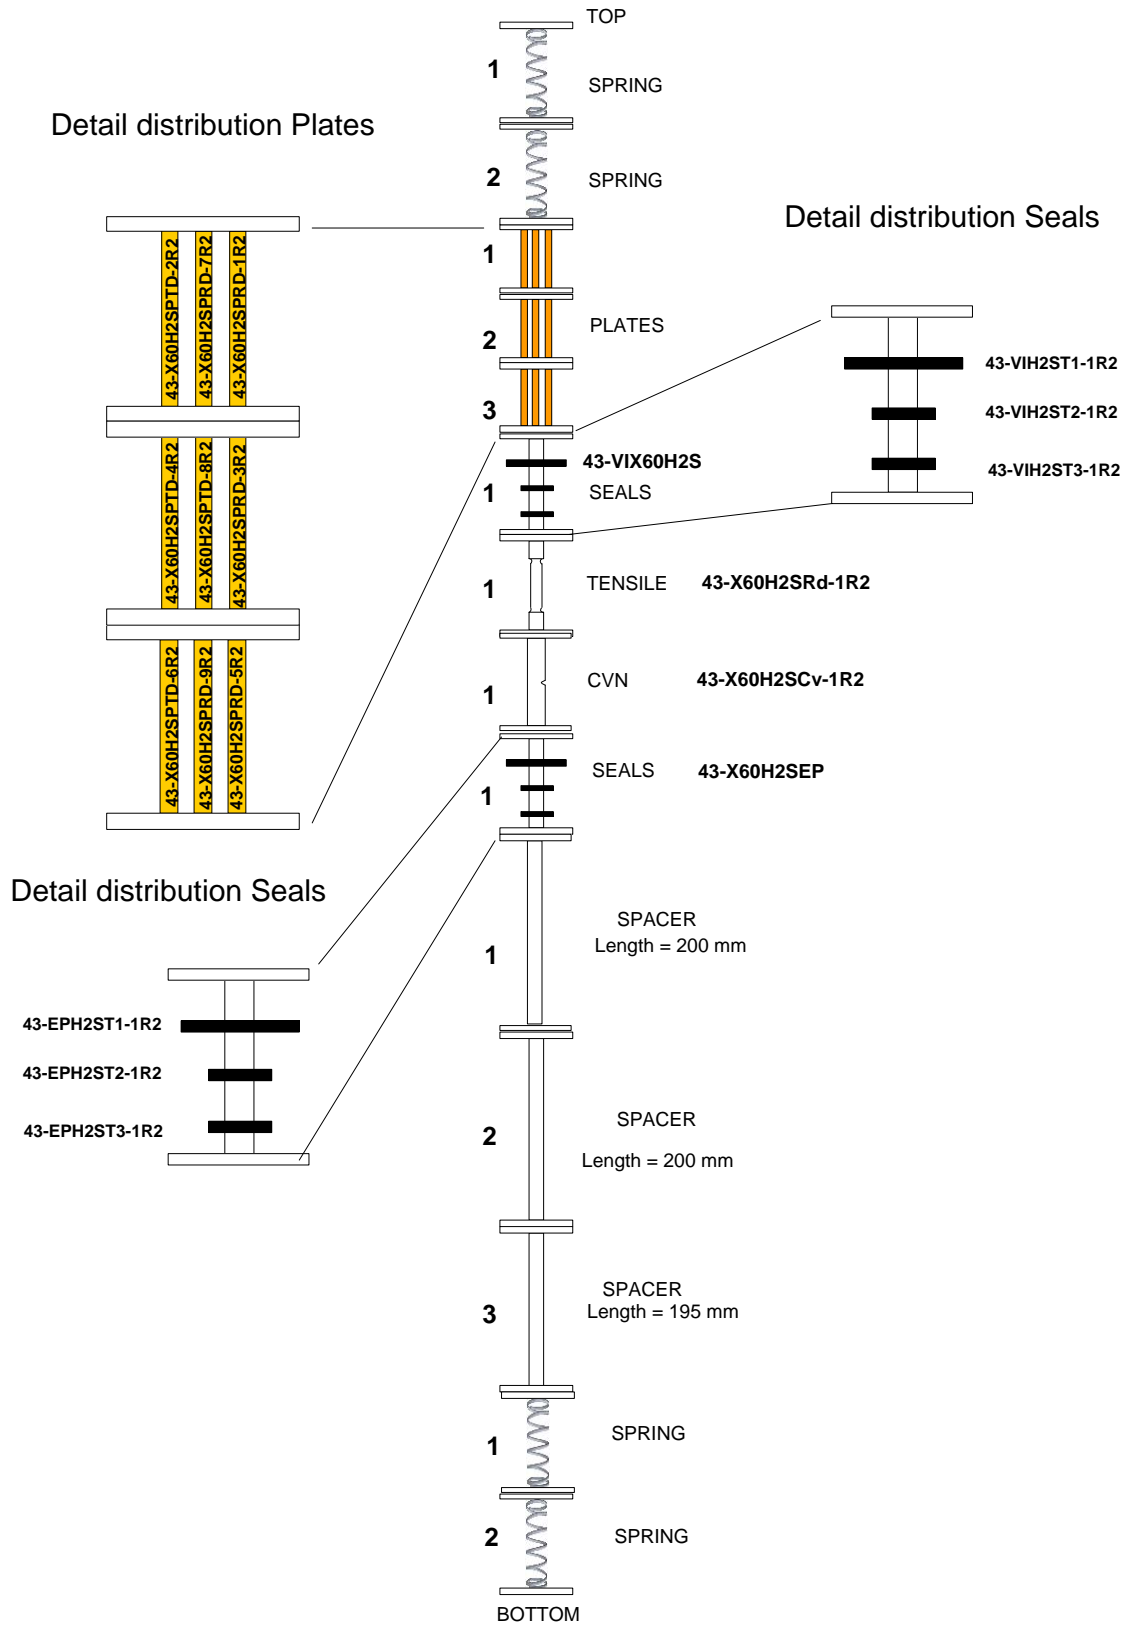 TOP
1
SPRING
Detail distribution Plates
2
SPRING
Detail distribution Seals
43-X60H2SPTD-2R2
43-X60H2SPRD-7R2
43-X60H2SPRD-1R2
1
2
PLATES
3
43-VIH2ST1-1R2
43-VIH2ST2-1R2
43-VIH2ST3-1R2
43-X60H2SPTD-4R2
43-X60H2SPTD-8R2
43-X60H2SPRD-3R2
43-VIX60H2S
1
SEALS
1
TENSILE
43-X60H2SRd-1R2
43-X60H2SPTD-6R2
43-X60H2SPRD-9R2
43-X60H2SPRD-5R2
1
CVN
43-X60H2SCv-1R2
SEALS
43-X60H2SEP
1
Detail distribution Seals
SPACER
Length = 200 mm
1
43-EPH2ST1-1R2
43-EPH2ST2-1R2
43-EPH2ST3-1R2
SPACER
2
Length = 200 mm
SPACER
Length = 195 mm
3
SPRING
1
2
SPRING
BOTTOM